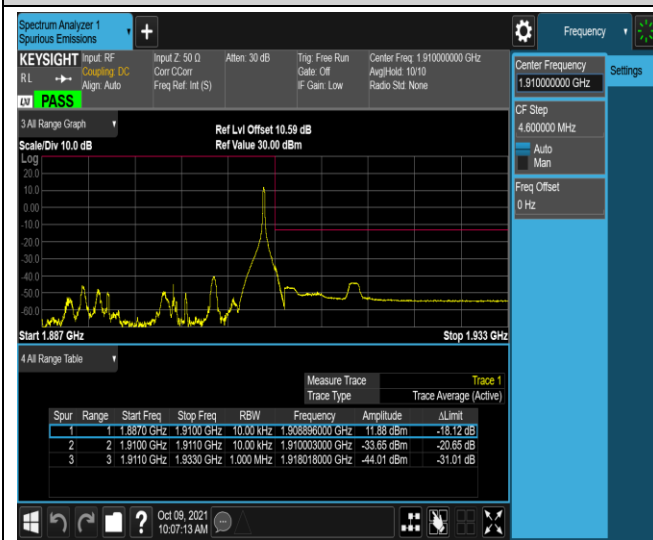 Spectrum Analyzer 1
Spurious Emissions
Frequency
KEYSIGHT Input: RF
Coupling: DC
Align: Auto
RL
Input Z: 50 Ω
Corr CCorr
Freq Ref: Int (S)
Atten: 30 dB
Trig: Free Run
Gate: Off
IF Gain: Low
Center Freq: 1.910000000 GHz
Avg|Hold: 10/10
Radio Std: None
LXI PASS
Center Frequency
1.910000000 GHz
Settings
CF Step
4.600000 MHz
Auto
Man
Freq Offset
0 Hz
3 All Range Graph
Scale/Div 10.0 dB
Ref Lvl Offset 10.59 dB
Ref Value 30.00 dBm
Log
20.0
10.0
0.00
-10.0
-20.0
-30.0
-40.0
-50.0
-60.0
Start 1.887 GHz
Stop 1.933 GHz
4 All Range Table
Measure Trace Trace 1
Trace Type Trace Average (Active)
Spur Range Start Freq Stop Freq RBW Frequency Amplitude ΔLimit
1 1 1.8870 GHz 1.9100 GHz 10.00 kHz 1.908896000 GHz 11.88 dBm -18.12 dB
2 2 1.9100 GHz 1.9110 GHz 10.00 kHz 1.910003000 GHz -33.65 dBm -20.65 dB
3 3 1.9110 GHz 1.9330 GHz 1.000 MHz 1.918018000 GHz -44.01 dBm -31.01 dB
Oct 09, 2021
10:07:13 AM